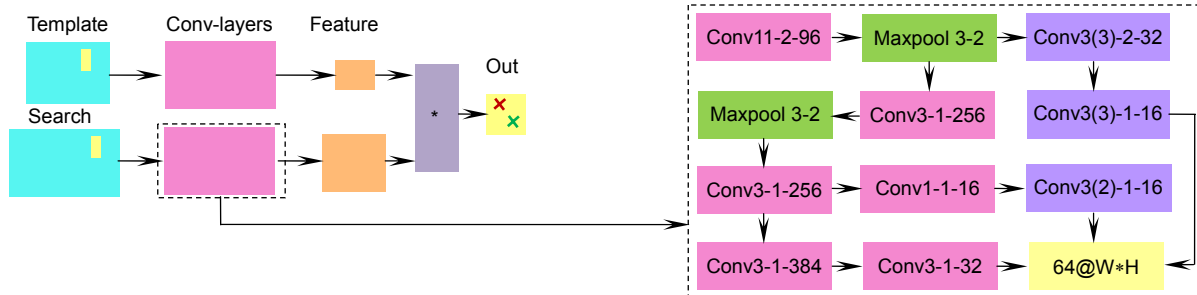 Template
Conv-layers
Feature
Search
*
Out
Conv11-2-96
Maxpool 3-2
Conv3(3)-2-32
Maxpool 3-2
Conv3-1-256
Conv3(3)-1-16
Conv3-1-256
Conv1-1-16
Conv3(2)-1-16
Conv3-1-384
Conv3-1-32
64@W*H